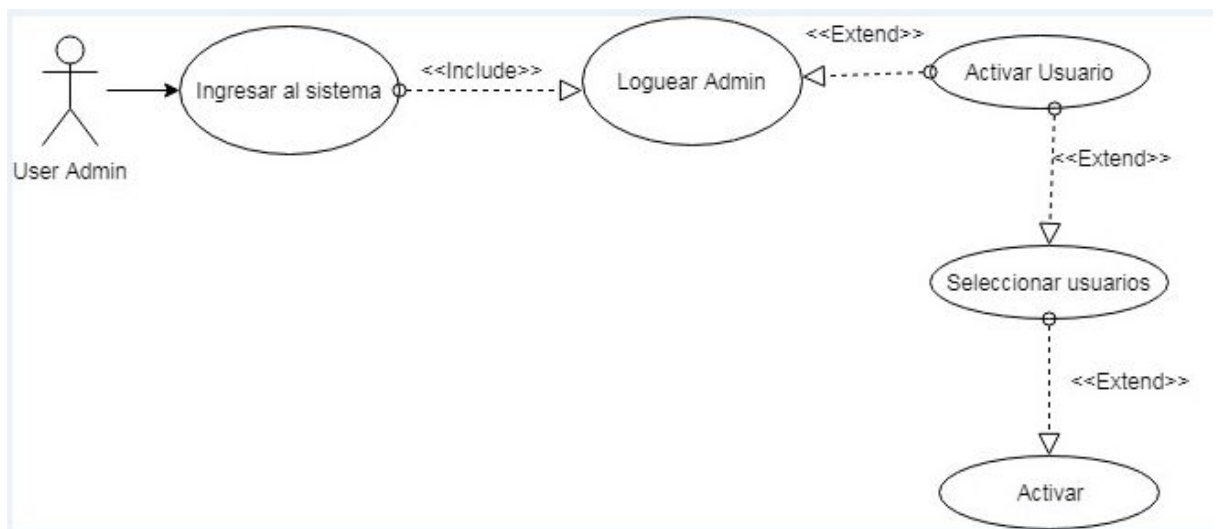 <<Extend>>
<<Include>>
Ingresar al sistema
Loguear Admin
Activar Usuario
User Admin
<<Extend>>
Seleccionar usuarios
<<Extend>>
Activar